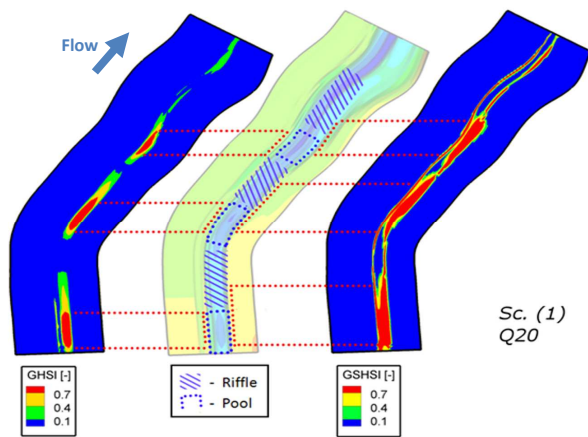 Flow
Sc. (1)
Q20
GHSI [-]
0.7
0.4
0.1
- Riffle
- Pool
GSHSI [-]
0.7
0.4
0.1